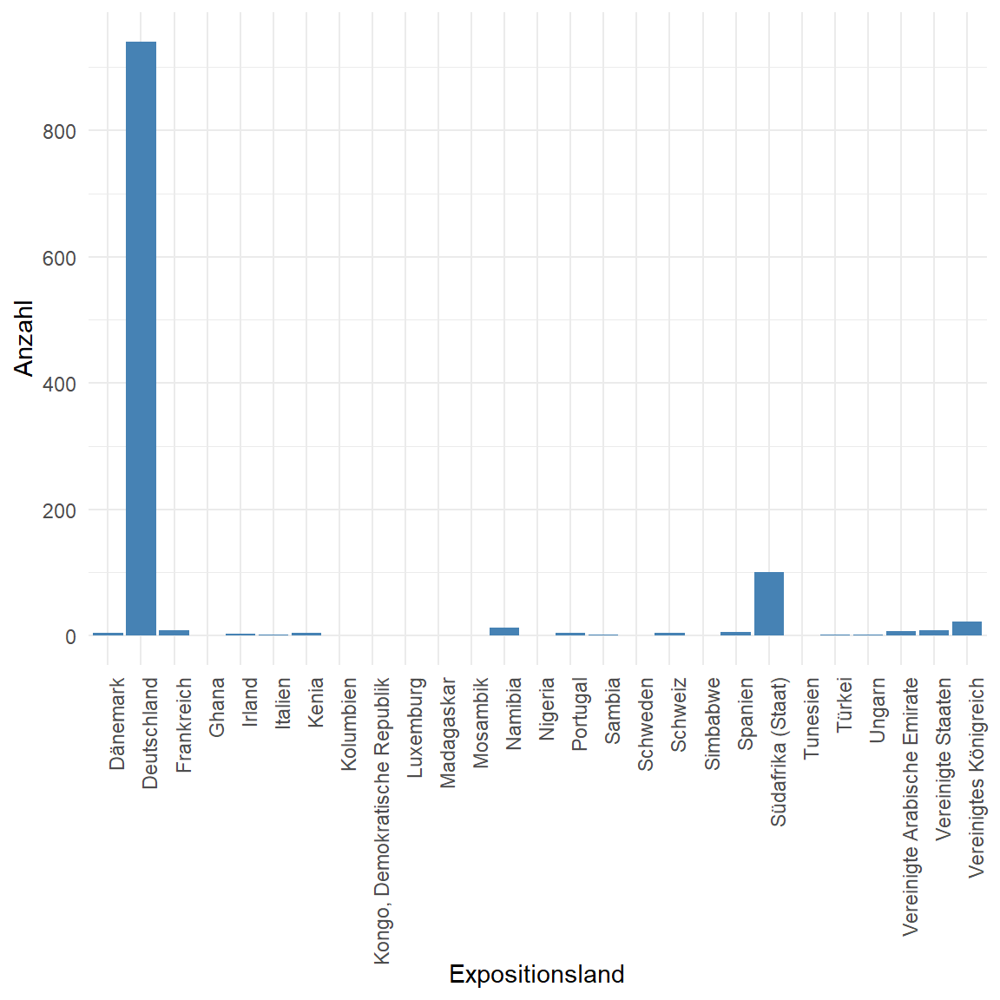 Anzahl
800
600
400
200
0
Dänemark
Deutschland
Frankreich
Ghana
Irland
Italien
Kenia
Kolumbien
Kongo, Demokratische Republik
Luxemburg
Madagaskar
Mosambik
Namibia
Nigeria
Portugal
Sambia
Schweden
Schweiz
Simbabwe
Spanien
Südafrika (Staat)
Tunesien
Türkei
Ungarn
Vereinigte Arabische Emirate
Vereinigte Staaten
Vereinigtes Königreich
Expositionsland